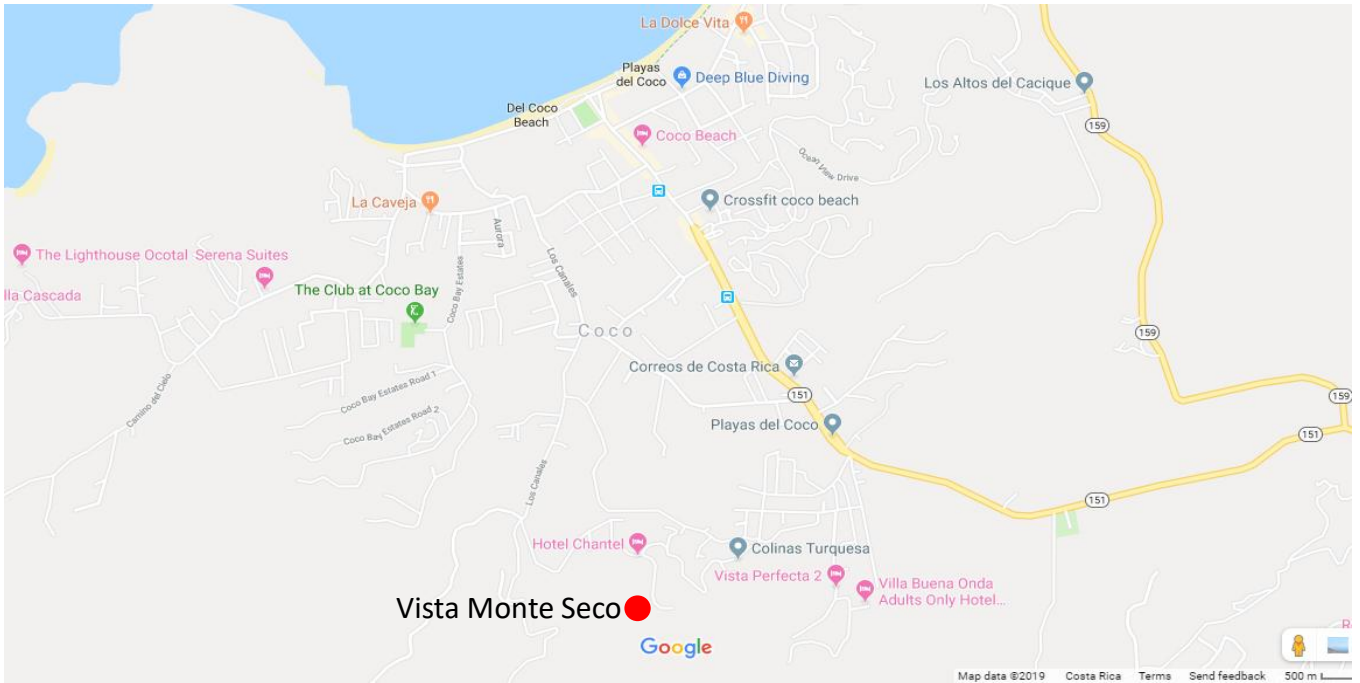 La Dolce Vita
Playas
del Coco
Deep Blue Diving
Los Altos del Cacique
Del Coco
Beach
159
Coco Beach
Ocean View Drive
La Caveja
Crossfit coco beach
Aurora
The Lighthouse Ocotal
Serena Suites
Los Canales
lla Cascada
The Club at Coco Bay
Coco Bay Estates
Coco
159
Correos de Costa Rica
Coco Bay Estates Road 1
Camino del Cielo
151
159
Playas del Coco
Coco Bay Estates Road 2
151
Los Canales
151
Hotel Chantel
Colinas Turquesa
Vista Perfecta 2
Villa Buena Onda
Adults Only Hotel...
Vista Monte Seco
R
Google
Map data ©2019 Costa Rica Terms Send feedback 500 m